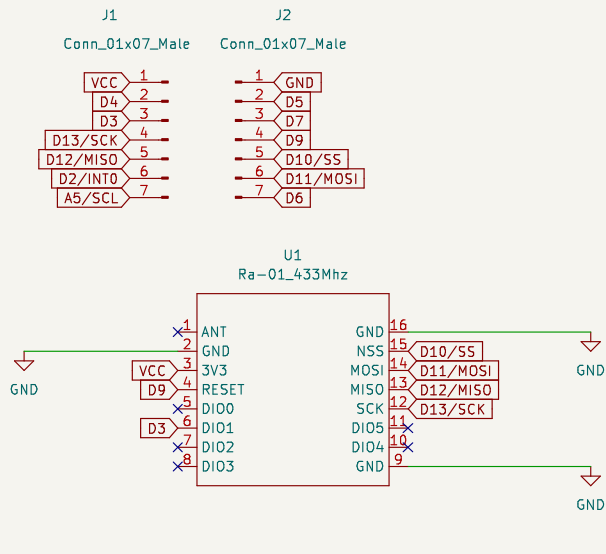 J1 J2
Conn_01x07_Male Conn_01x07_Male
VCC 1 1 GND
D4 2 2 D5
D3 3 3 D7
D13/SCK 4 4 D9
D12/MISO 5 5 D10/SS
D2/INT0 6 6 D11/MOSI
A5/SCL 7 7 D6
U1
Ra-01_433Mhz
1 ANT GND 16
2 GND NSS 15 D10/SS
VCC 3 3V3 MOSI 14 D11/MOSI
GND D9 4 RESET MISO 13 D12/MISO GND
5 DIO0 SCK 12 D13/SCK
D3 6 DIO1 DIO5 11
7 DIO2 DIO4 10
8 DIO3 GND 9
GND